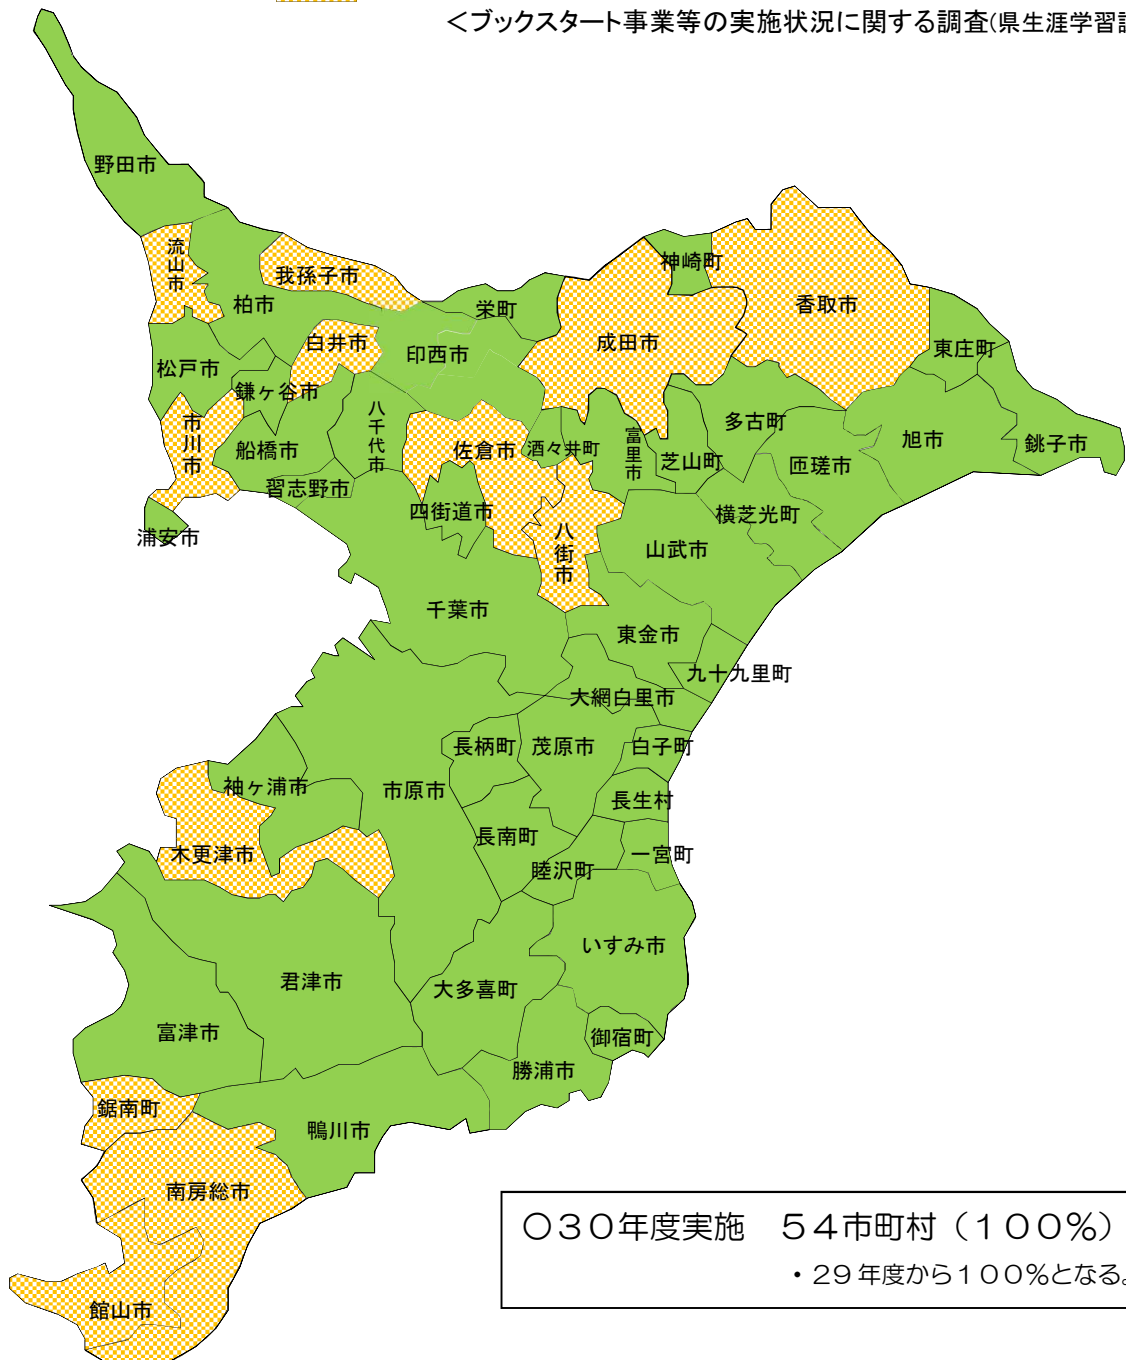 <ブックスタート事業等の実施状況に関する調査(県生涯学習
野田市
流山市
我孫子市
柏市
神崎町
香取市
栄町
成田市
白井市
印西市
東庄町
松戸市
鎌ヶ谷市
八千代市
多古町
旭市
銚子市
市川市
船橋市
佐倉市
酒々井町
富里市
芝山町
匝瑳市
習志野市
四街道市
横芝光町
浦安市
八街市
山武市
千葉市
東金市
九十九里町
大網白里市
長柄町
茂原市
白子町
袖ヶ浦市
市原市
長生村
長南町
木更津市
睦沢町
一宮町
いすみ市
君津市
大多喜町
富津市
御宿町
勝浦市
鋸南町
鴨川市
南房総市
館山市
〇30年度実施 54市町村(100%)
・29年度から100%となる。